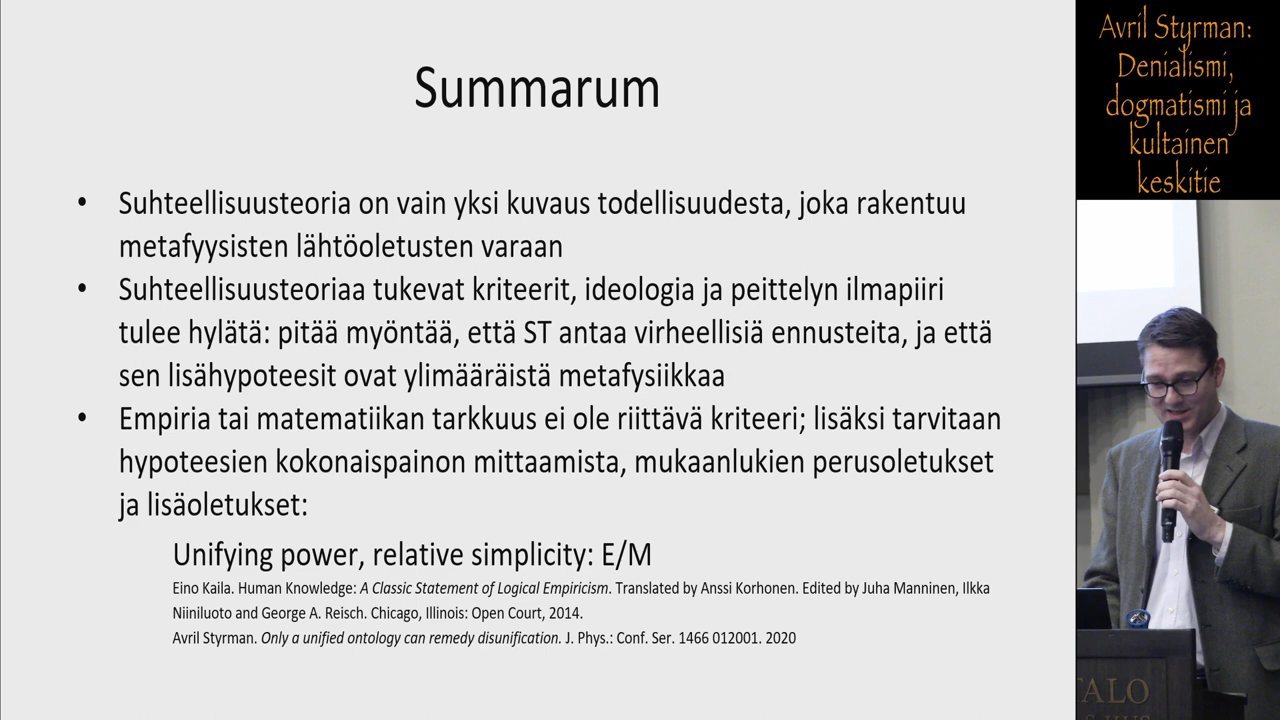 Summarum
• Suhteellisuusteoria on vain yksi kuvaus todellisuudesta, joka rakentuu
metafyysisten lähtöoletusten varaan
• Suhteellisuusteoriaa tukevat kriteerit, ideologia ja peittelyn ilmapiiri
tulee hylätä: pitää myöntää, että ST antaa virheellisiä ennusteita, ja että
sen lisähypoteesit ovat ylimääräistä metafysiikkaa
• Empiria tai matematiikan tarkkuus ei ole riittävä kriteeri; lisäksi tarvitaan
hypoteesien kokonaispainon mittaamista, mukaanlukien perusoletukset
ja lisäoletukset:
Unifying power, relative simplicity: E/M
Eino Kaila. Human Knowledge: A Classic Statement of Logical Empiricism. Translated by Anssi Korhonen. Edited by Juha Manninen, Ilkka
Niiniluoto and George A. Reisch. Chicago, Illinois: Open Court, 2014.
Avril Styrman. Only a unified ontology can remedy disunification. J. Phys.: Conf. Ser. 1466 012001. 2020
Avril Styrman:
Denialismi,
dogmatismi ja
kultainen
keskitie
TALO